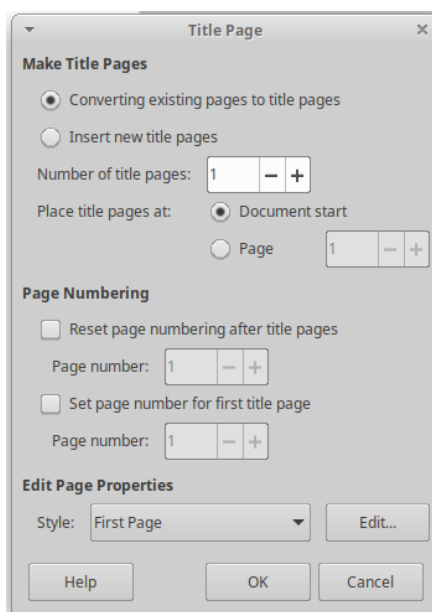 Title Page
Make Title Pages
Converting existing pages to title pages
Insert new title pages
Number of title pages: 1
Place title pages at: Document start
Page 1
Page Numbering
Reset page numbering after title pages
Page number: 1
Set page number for first title page
Page number: 1
Edit Page Properties
Style: First Page Edit...
Help OK Cancel